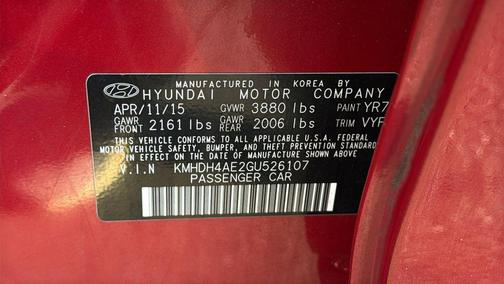 MANUFACTURED IN KOREA BY
HYUNDAI MOTOR COMPANY
APR/11/15 GVWR 3880 lbs PAINT YR7
GAWR FRONT 2161 lbs GAWR REAR 2006 lbs TRIM VYF
THIS VEHICLE CONFORMS TO ALL APPLICABLE U.S.A. FEDERAL
MOTOR VEHICLE SAFETY, BUMPER, AND THEFT PREVENTION
STANDARDS IN EFFECT ON THE DATE OF MANUFACTURE SHOWN ABOVE.
V.I.N KMHDH4AE2GU526107
PASSENGER CAR